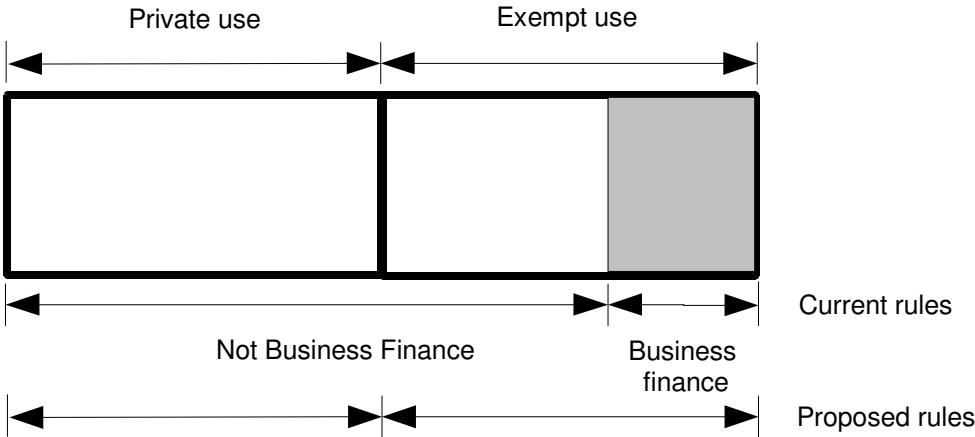 Private use
Exempt use
Current rules
Not Business Finance
Business
finance
Proposed rules